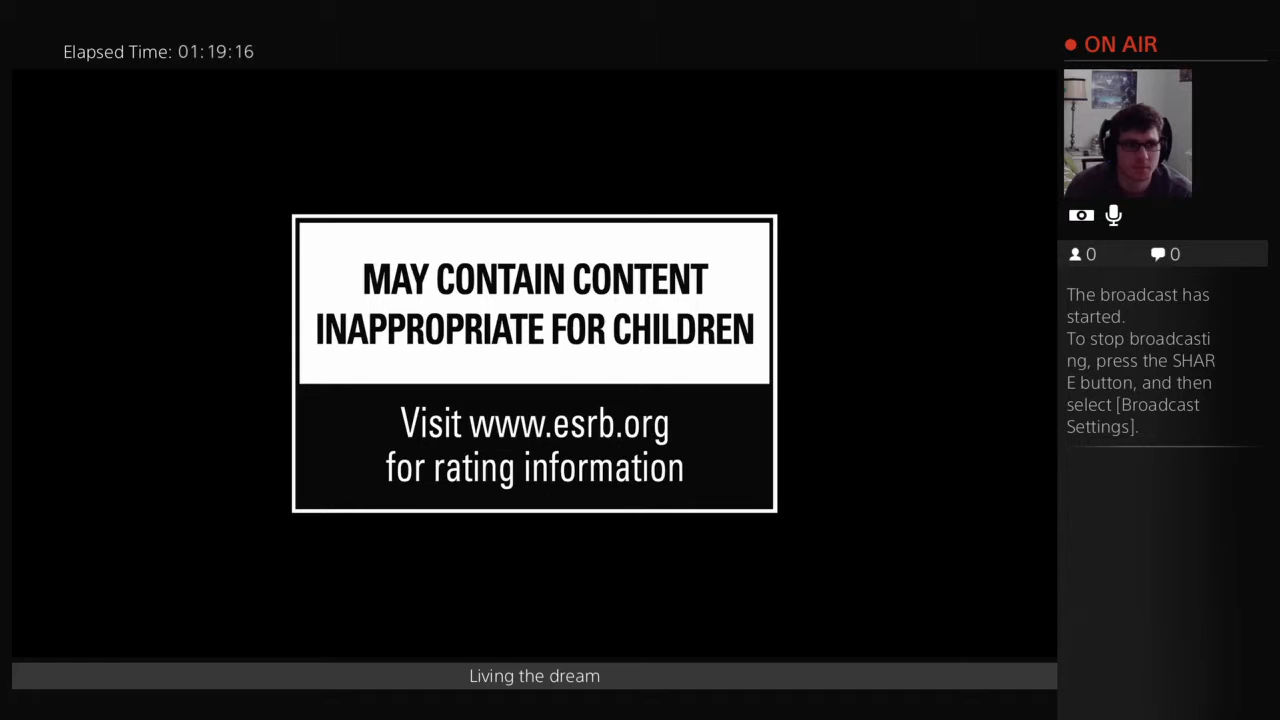 Elapsed Time: 01:19:16
ON AIR
MAY CONTAIN CONTENT
INAPPROPRIATE FOR CHILDREN
Visit www.esrb.org
for rating information
0 0
The broadcast has
started.
To stop broadcasti
ng, press the SHAR
E button, and then
select [Broadcast
Settings].
Living the dream